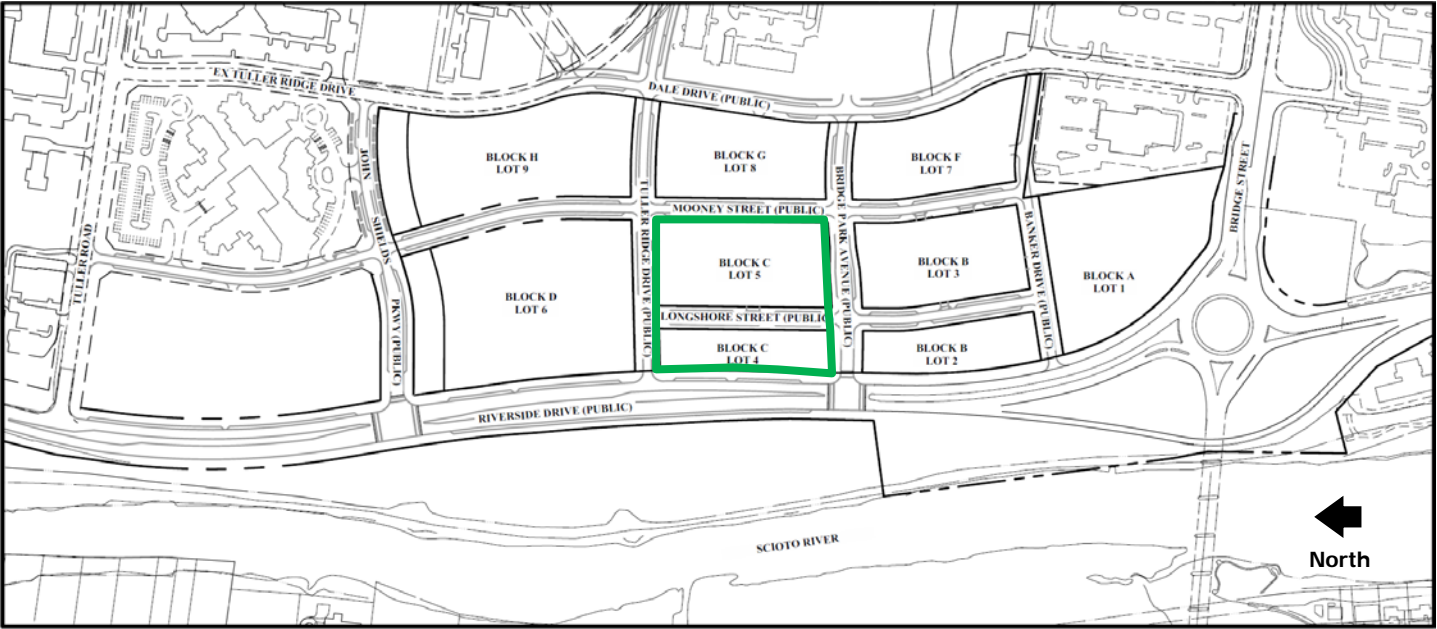 EX TULLER RIDGE DRIVE
DALE DRIVE (PUBLIC)
BLOCK H
LOT 9
BLOCK G
LOT 8
BLOCK F
LOT 7
JOHN
SHIELDS
PKWY (PUBLIC)
TULLER ROAD
TULLER RIDGE DRIVE (PUBLIC)
MOONEY STREET (PUBLIC)
BRIDGE PARK AVENUE (PUBLIC)
BANKER DRIVE (PUBLIC)
BRIDGE STREET
BLOCK D
LOT 6
BLOCK C
LOT 5
BLOCK B
LOT 3
BLOCK A
LOT 1
LONGSHORE STREET (PUBLIC
BLOCK C
LOT 4
BLOCK B
LOT 2
RIVERSIDE DRIVE (PUBLIC)
SCIOTO RIVER
North